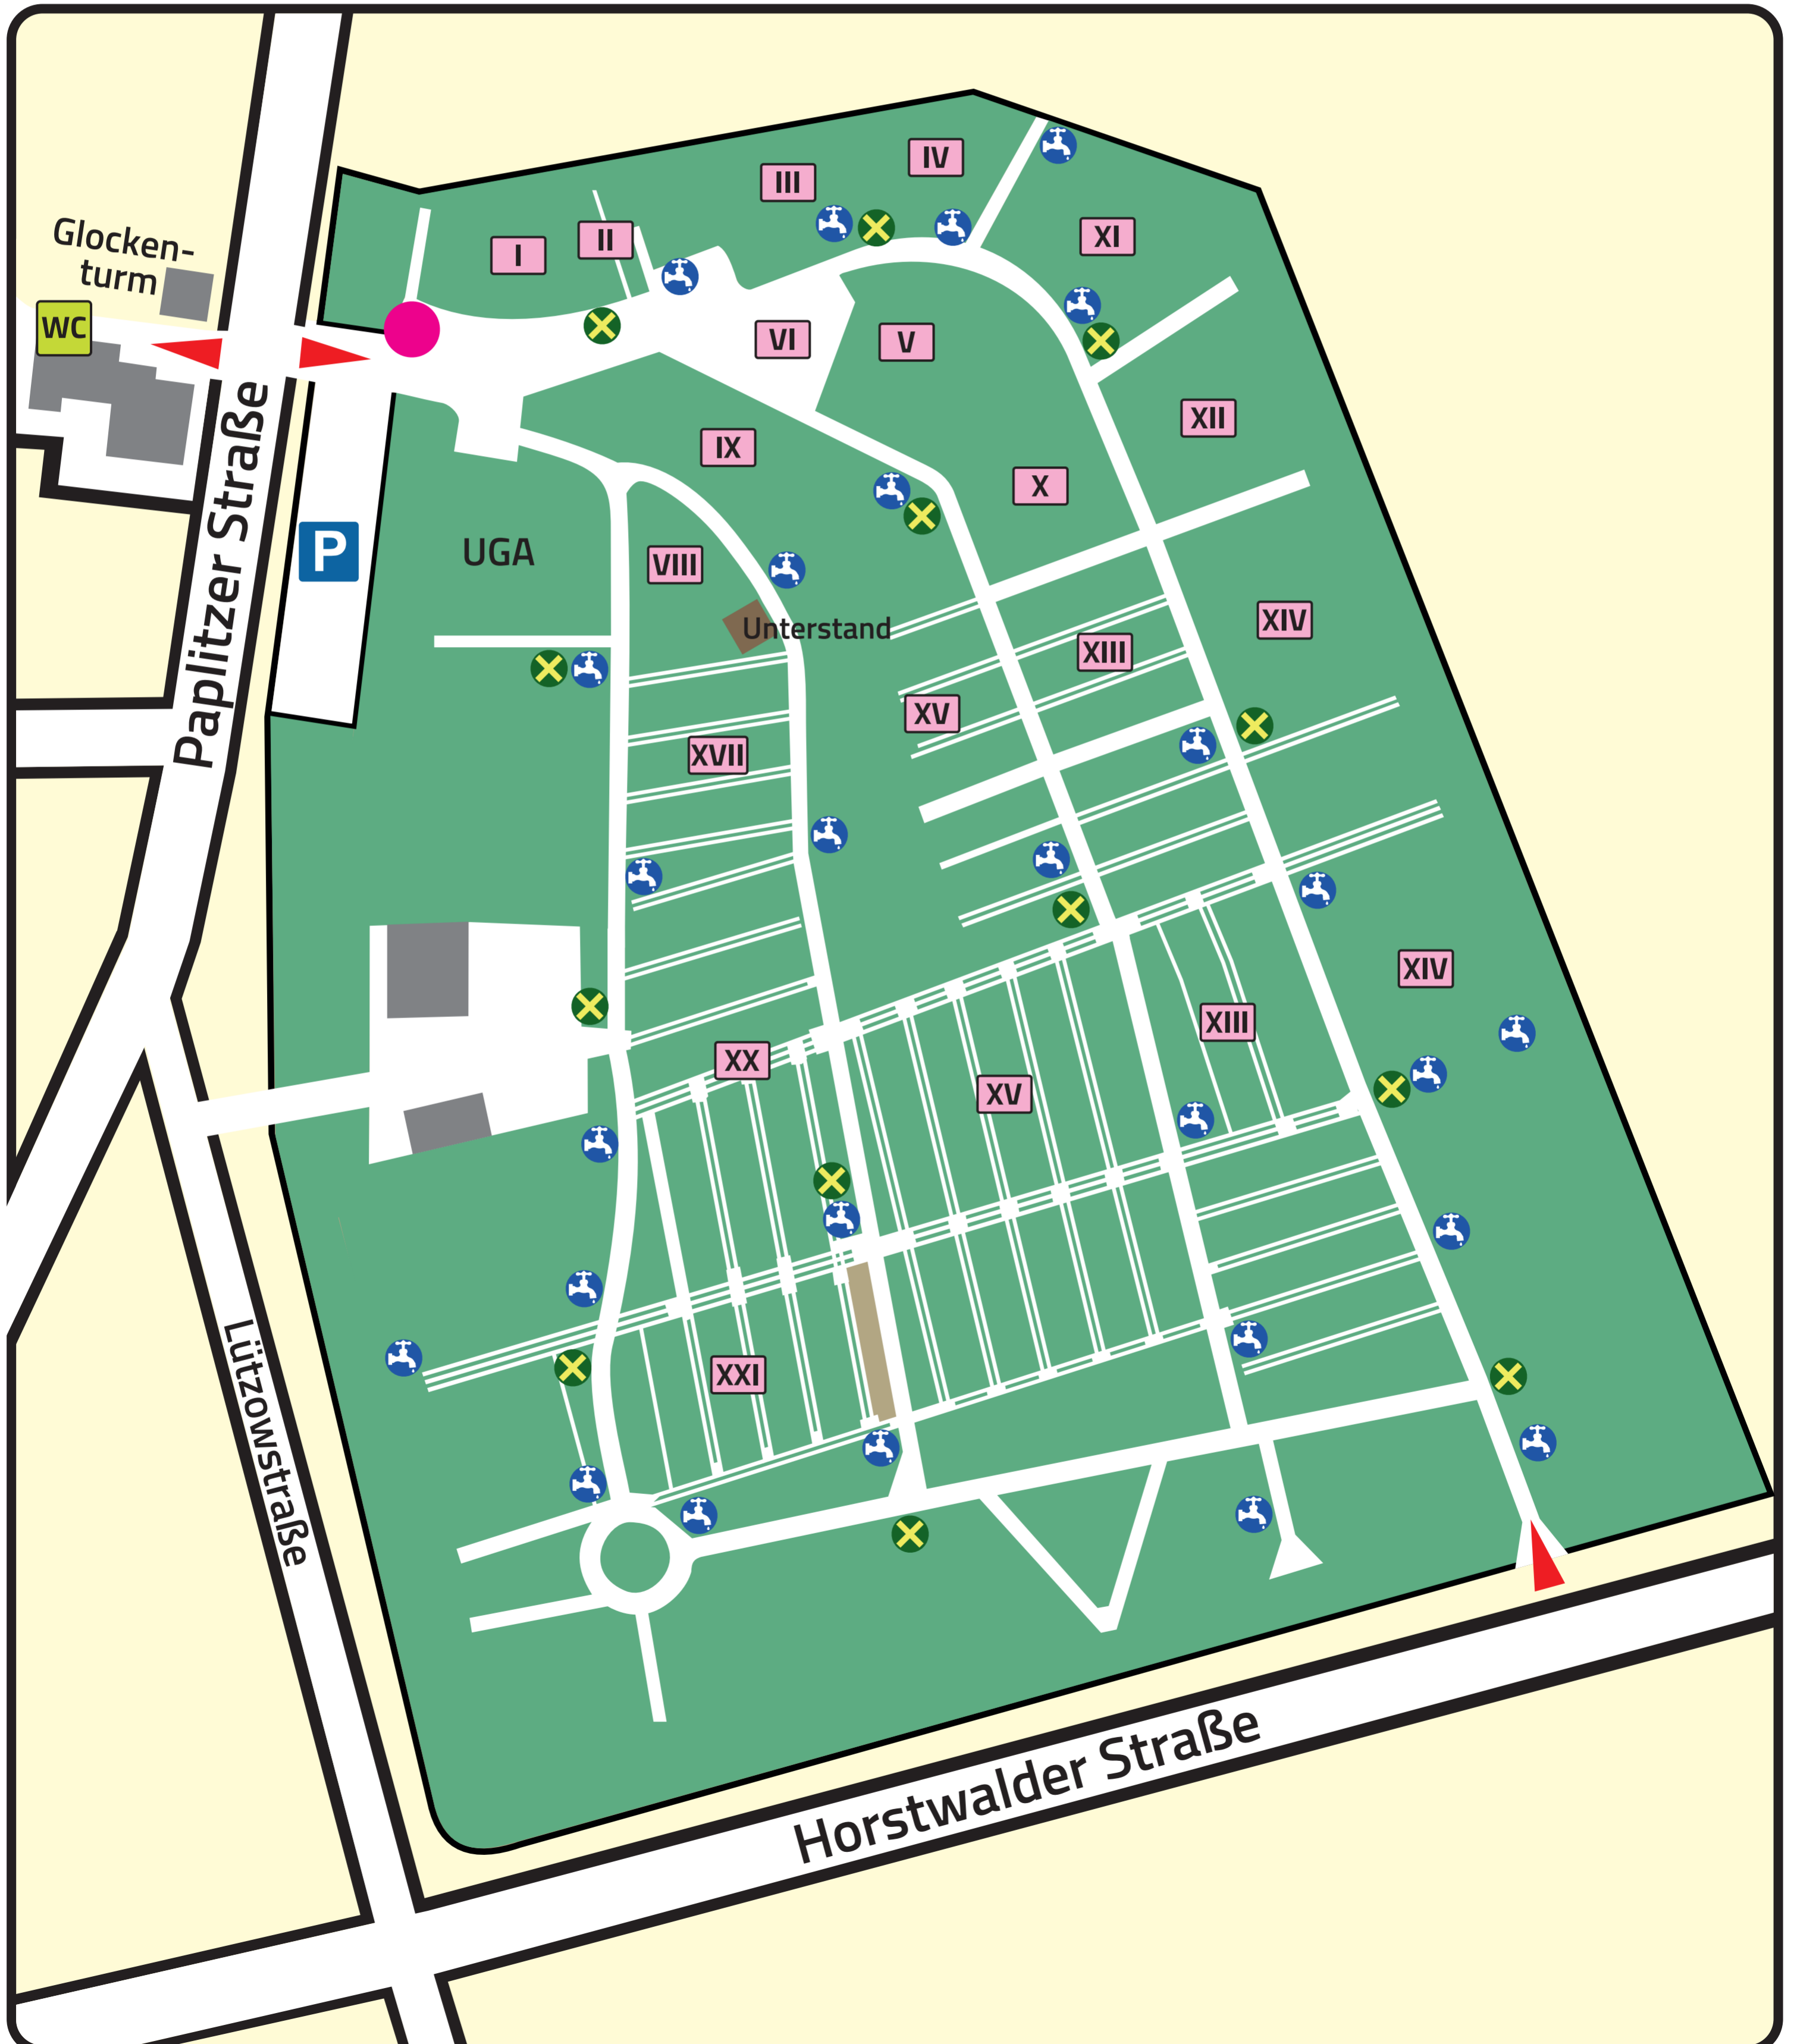 IV
III
XI
II
I
Glocken-
turm
WC
VI
V
XII
IX
X
P
UGA
VIII
Unterstand
XIV
XIII
XV
XVII
Paplitzer Straße
XIV
XIII
XX
XV
XXI
Lützowstraße
Horstwalder Straße